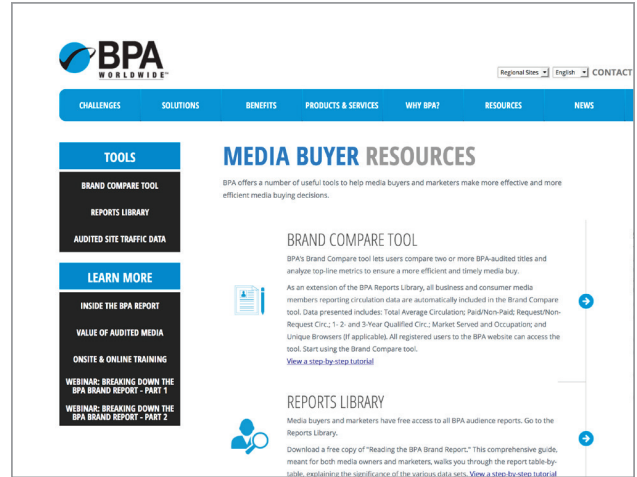 BPA
WORLDWIDE™
Regional Sites
English
CONTACT
CHALLENGES
SOLUTIONS
BENEFITS
PRODUCTS & SERVICES
WHY BPA?
RESOURCES
NEWS
TOOLS
BRAND COMPARE TOOL
REPORTS LIBRARY
AUDITED SITE TRAFFIC DATA
LEARN MORE
INSIDE THE BPA REPORT
VALUE OF AUDITED MEDIA
ONSITE & ONLINE TRAINING
WEBINAR: BREAKING DOWN THE
BPA BRAND REPORT - PART 1
WEBINAR: BREAKING DOWN THE
BPA BRAND REPORT - PART 2
MEDIA BUYER RESOURCES
BPA offers a number of useful tools to help media buyers and marketers make more effective and more
efficient media buying decisions.
BRAND COMPARE TOOL
BPA's Brand Compare tool lets users compare two or more BPA-audited titles and
analyze top-line metrics to ensure a more efficient and timely media buy.
As an extension of the BPA Reports Library, all business and consumer media
members reporting circulation data are automatically included in the Brand Compare
tool. Data presented includes: Total Average Circulation; Paid/Non-Paid; Request/Non-
Request Circ.; 1- 2- and 3-Year Qualified Circ.; Market Served and Occupation; and
Unique Browsers (If applicable). All registered users to the BPA website can access the
tool. Start using the Brand Compare tool.
View a step-by-step tutorial
REPORTS LIBRARY
Media buyers and marketers have free access to all BPA audience reports. Go to the
Reports Library.
Download a free copy of "Reading the BPA Brand Report." This comprehensive guide,
meant for both media owners and marketers, walks you through the report table-by-
table, explaining the significance of the various data sets. View a step-by-step tutorial